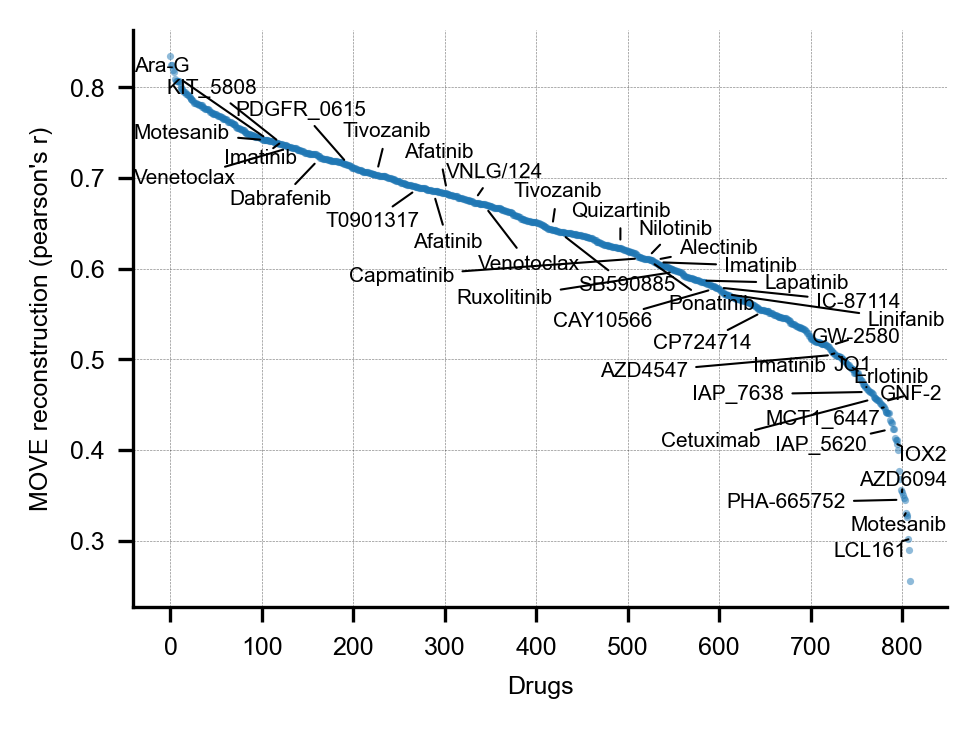 MOVE reconstruction (pearson's r)
0.8
0.7
0.6
0.5
0.4
0.3
Ara-G
KIT_5808
PDGFR_0615
Motesanib
Tivozanib
Imatinib
Afatinib
Venetoclax
VNLG/124
Dabrafenib
Tivozanib
T0901317
Quizartinib
Afatinib
Nilotinib
Alectinib
Venotoclax
Imatinib
Capmatinib
SB590885
Lapatinib
Ruxolitinib
Ponatinib
IC-87114
CAY10566
Linifanib
CP724714
GW-2580
AZD4547
Imatinib
JQ1
Erlotinib
IAP_7638
GNF-2
MCT1_6447
Cetuximab
IAP_5620
IOX2
AZD6094
PHA-665752
Motesanib
LCL161
0
100
200
300
400
500
600
700
800
Drugs